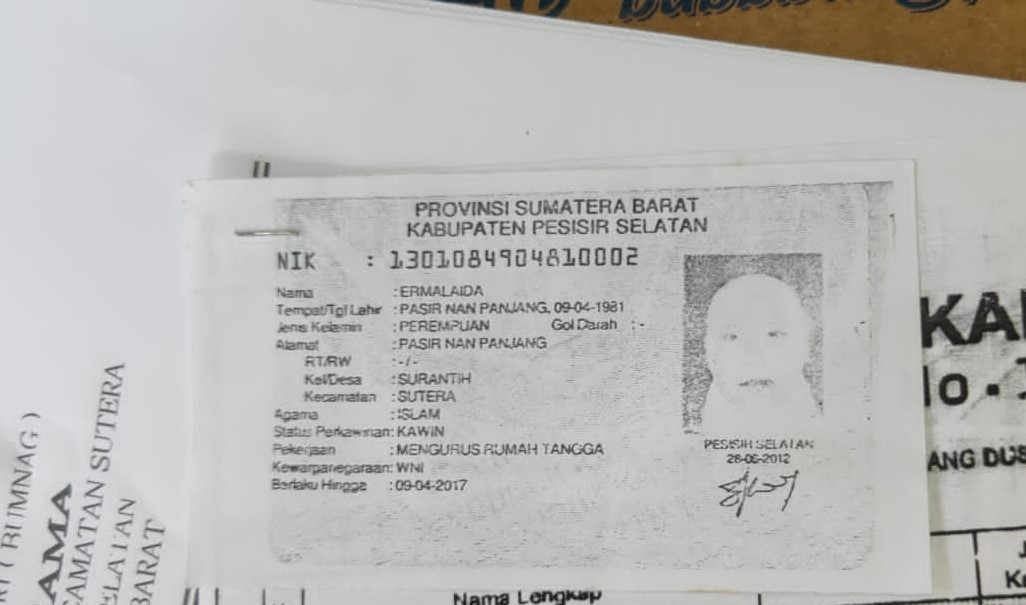 PROVINSI SUMATERA BARAT
KABUPATEN PESISIR SELATAN
NIK : 1301084904810002
Nama : ERMALAIDA
Tempat/Tgl Lahir : PASIR NAN PANJANG, 09-04-1981
Jenis Kelamin : PEREMPUAN Gol Darah : -
Alamat : PASIR NAN PANJANG
RT/RW : -/-
Kel/Desa : SURANTIH
Kecamatan : SUTERA
Agama : ISLAM
Status Perkawinan: KAWIN
Pekerjaan : MENGURUS RUMAH TANGGA
Kewarganegaraan: WNI
Berlaku Hingga : 09-04-2017
PESISIR SELATAN
28-06-2012
RUMNAG )
AMA
AMATAN SUTERA
ELATAN
BARAT
KA
No.
ANG DUS
Nama Lengkap